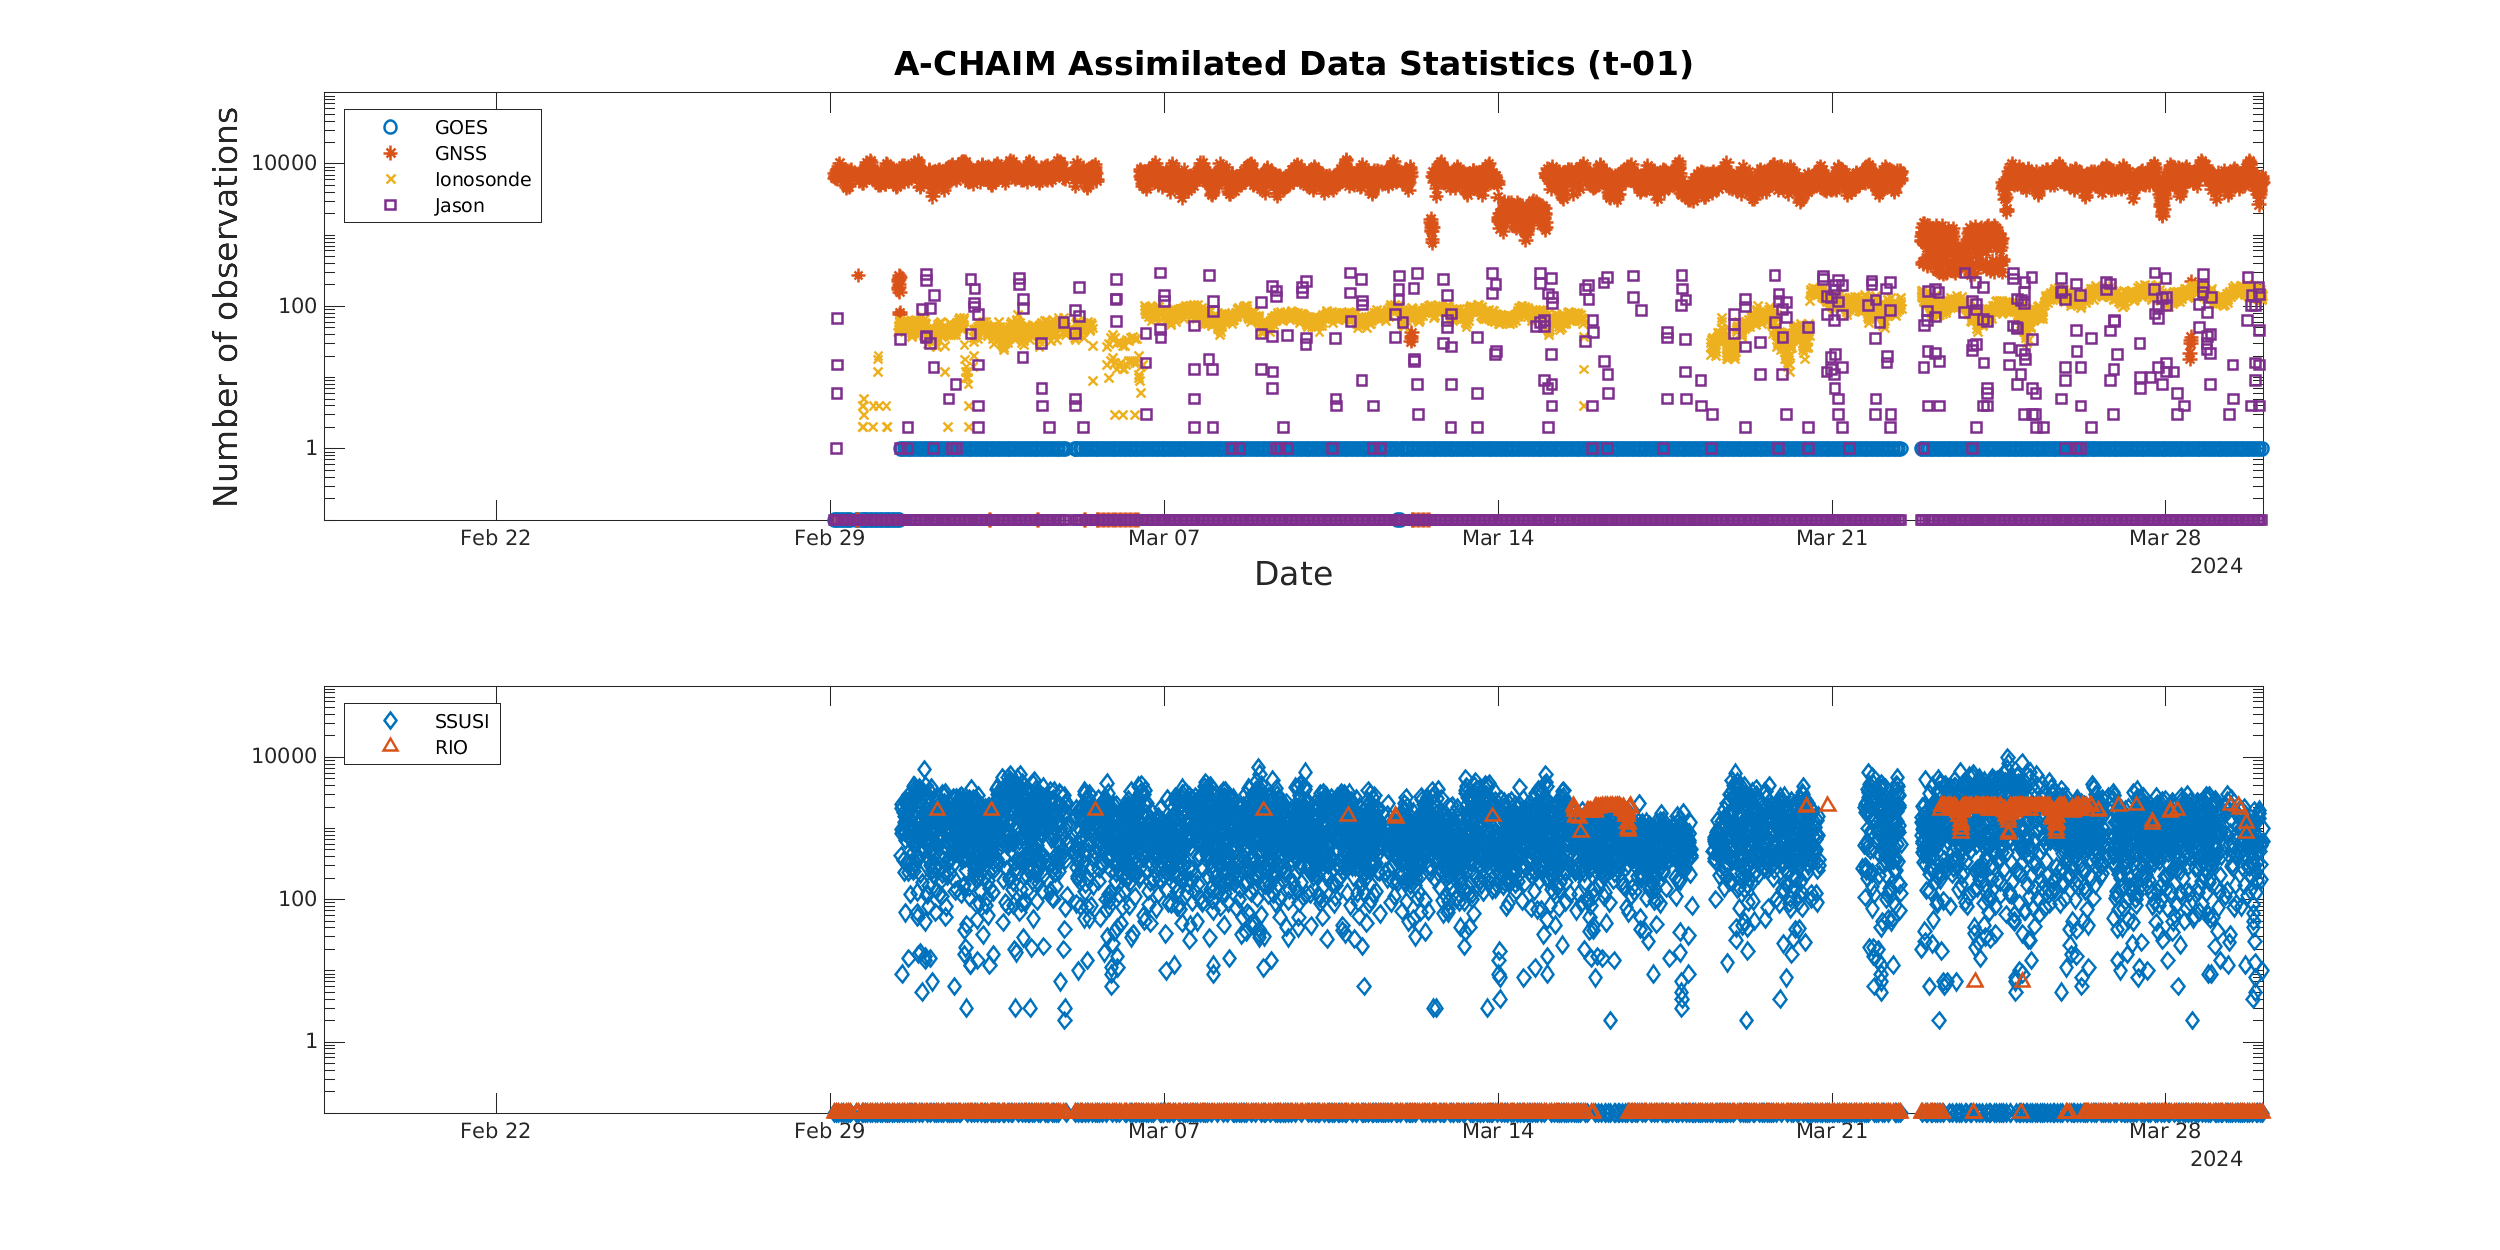 A-CHAIM Assimilated Data Statistics (t-01)
Number of observations
10000
100
1
GOES
GNSS
Ionosonde
Jason
Feb 22
Feb 29
Mar 07
Mar 14
Mar 21
Mar 28
2024
Date
10000
100
1
SSUSI
RIO
Feb 22
Feb 29
Mar 07
Mar 14
Mar 21
Mar 28
2024